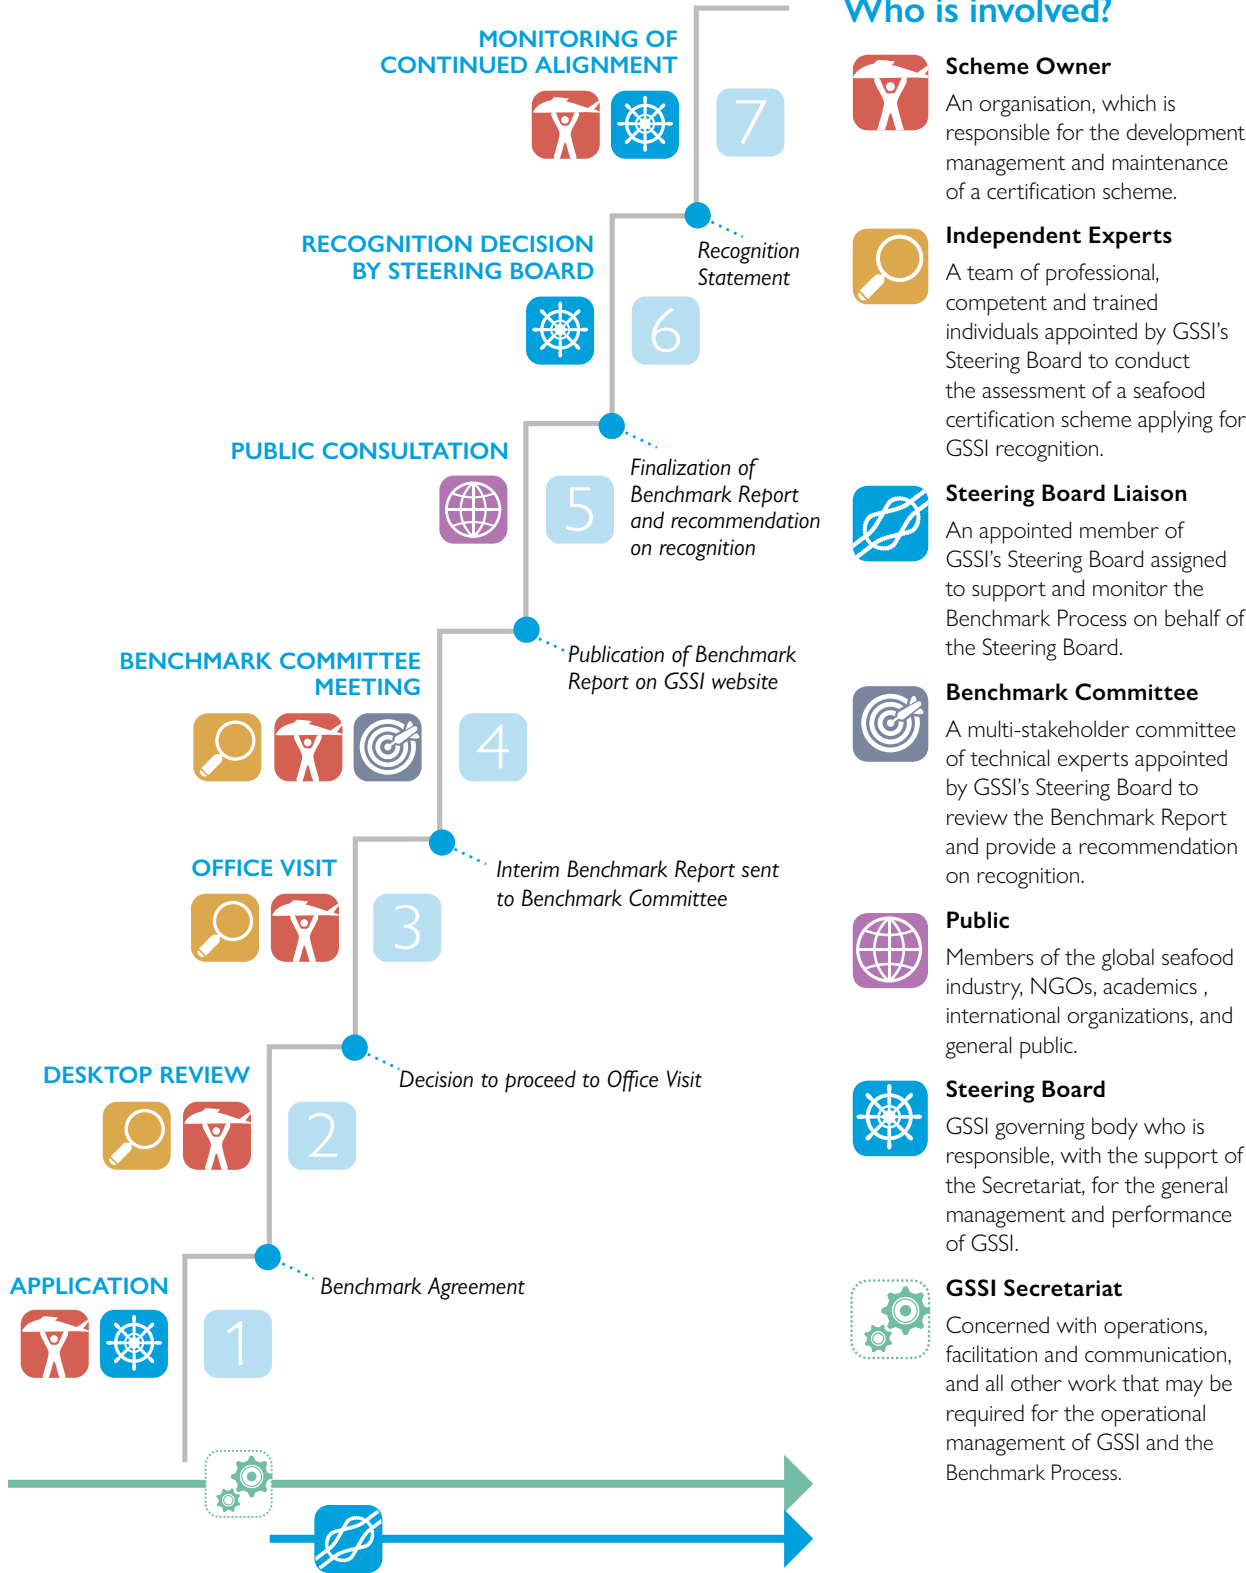 MONITORING OF
CONTINUED ALIGNMENT
7
Recognition
Statement
RECOGNITION DECISION
BY STEERING BOARD
6
Finalization of
Benchmark Report
and recommendation
on recognition
PUBLIC CONSULTATION
5
Publication of Benchmark
Report on GSSI website
BENCHMARK COMMITTEE
MEETING
4
Interim Benchmark Report sent
to Benchmark Committee
OFFICE VISIT
3
Decision to proceed to Office Visit
DESKTOP REVIEW
2
Benchmark Agreement
APPLICATION
1
Who is involved?
Scheme Owner
An organisation, which is
responsible for the development
management and maintenance
of a certification scheme.
Independent Experts
A team of professional,
competent and trained
individuals appointed by GSSI’s
Steering Board to conduct
the assessment of a seafood
certification scheme applying for
GSSI recognition.
Steering Board Liaison
An appointed member of
GSSI’s Steering Board assigned
to support and monitor the
Benchmark Process on behalf of
the Steering Board.
Benchmark Committee
A multi-stakeholder committee
of technical experts appointed
by GSSI’s Steering Board to
review the Benchmark Report
and provide a recommendation
on recognition.
Public
Members of the global seafood
industry, NGOs, academics ,
international organizations, and
general public.
Steering Board
GSSI governing body who is
responsible, with the support of
the Secretariat, for the general
management and performance
of GSSI.
GSSI Secretariat
Concerned with operations,
facilitation and communication,
and all other work that may be
required for the operational
management of GSSI and the
Benchmark Process.